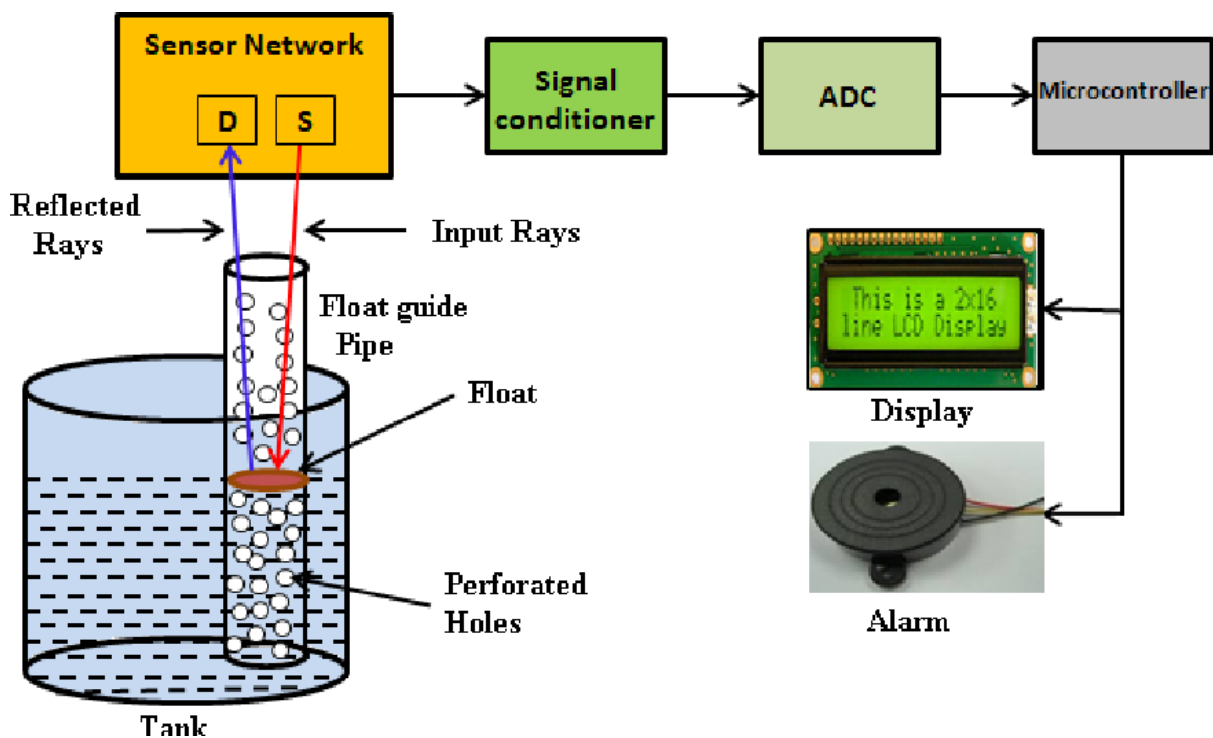 Sensor Network
D
S
Signal
conditioner
ADC
Microcontroller
Reflected
Rays
Input Rays
Float guide
Pipe
Float
This is a 2x16
line LCD Display
Display
Perforated
Holes
Alarm
Tank